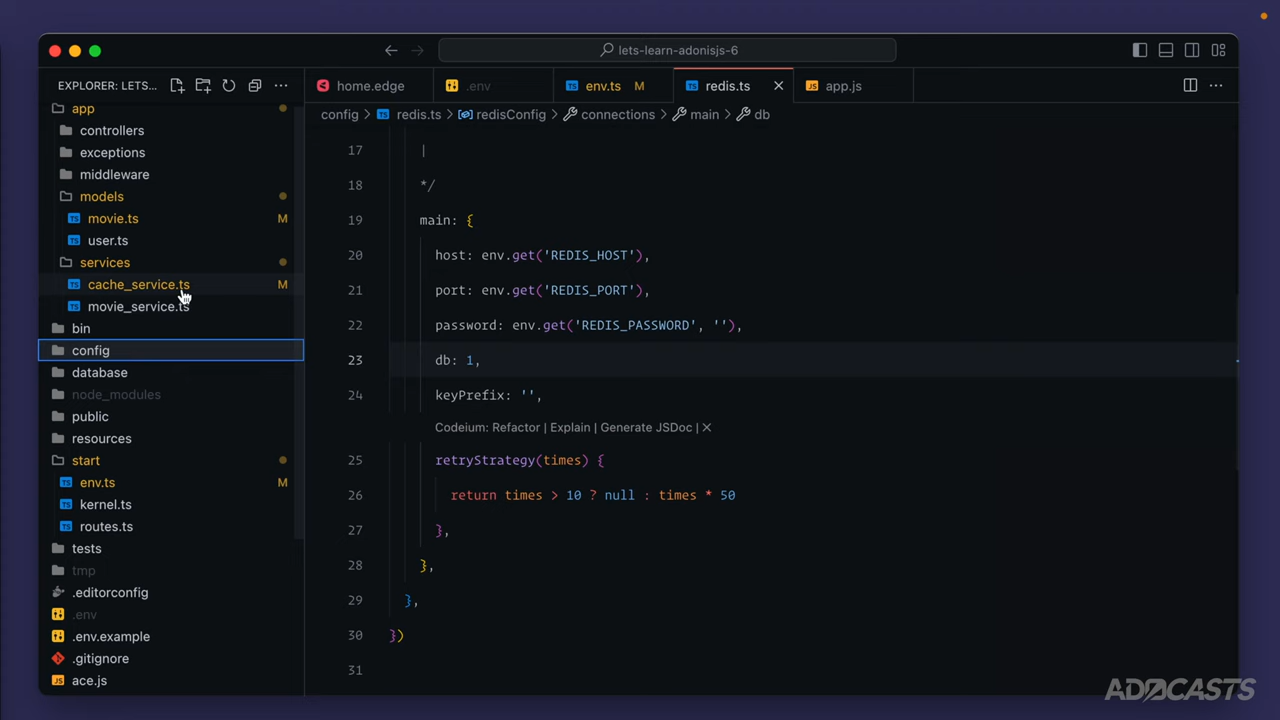 lets-learn-adonisjs-6
EXPLORER: LETS...
home.edge
.env
env.ts M
redis.ts
app.js
config > redis.ts > redisConfig > connections > main > db
app
controllers
exceptions
middleware
models
movie.ts M
user.ts
services
cache_service.ts M
movie_service.ts
bin
config
database
node_modules
public
resources
start
env.ts M
kernel.ts
routes.ts
tests
tmp
.editorconfig
.env
.env.example
.gitignore
ace.js
17 |
18 */
19 main: {
20 host: env.get('REDIS_HOST'),
21 port: env.get('REDIS_PORT'),
22 password: env.get('REDIS_PASSWORD', ''),
23 db: 1,
24 keyPrefix: '',
Codeium: Refactor | Explain | Generate JSDoc | ×
25 retryStrategy(times) {
26 return times > 10 ? null : times * 50
27 },
28 },
29 },
30 })
31
ADOCASTS